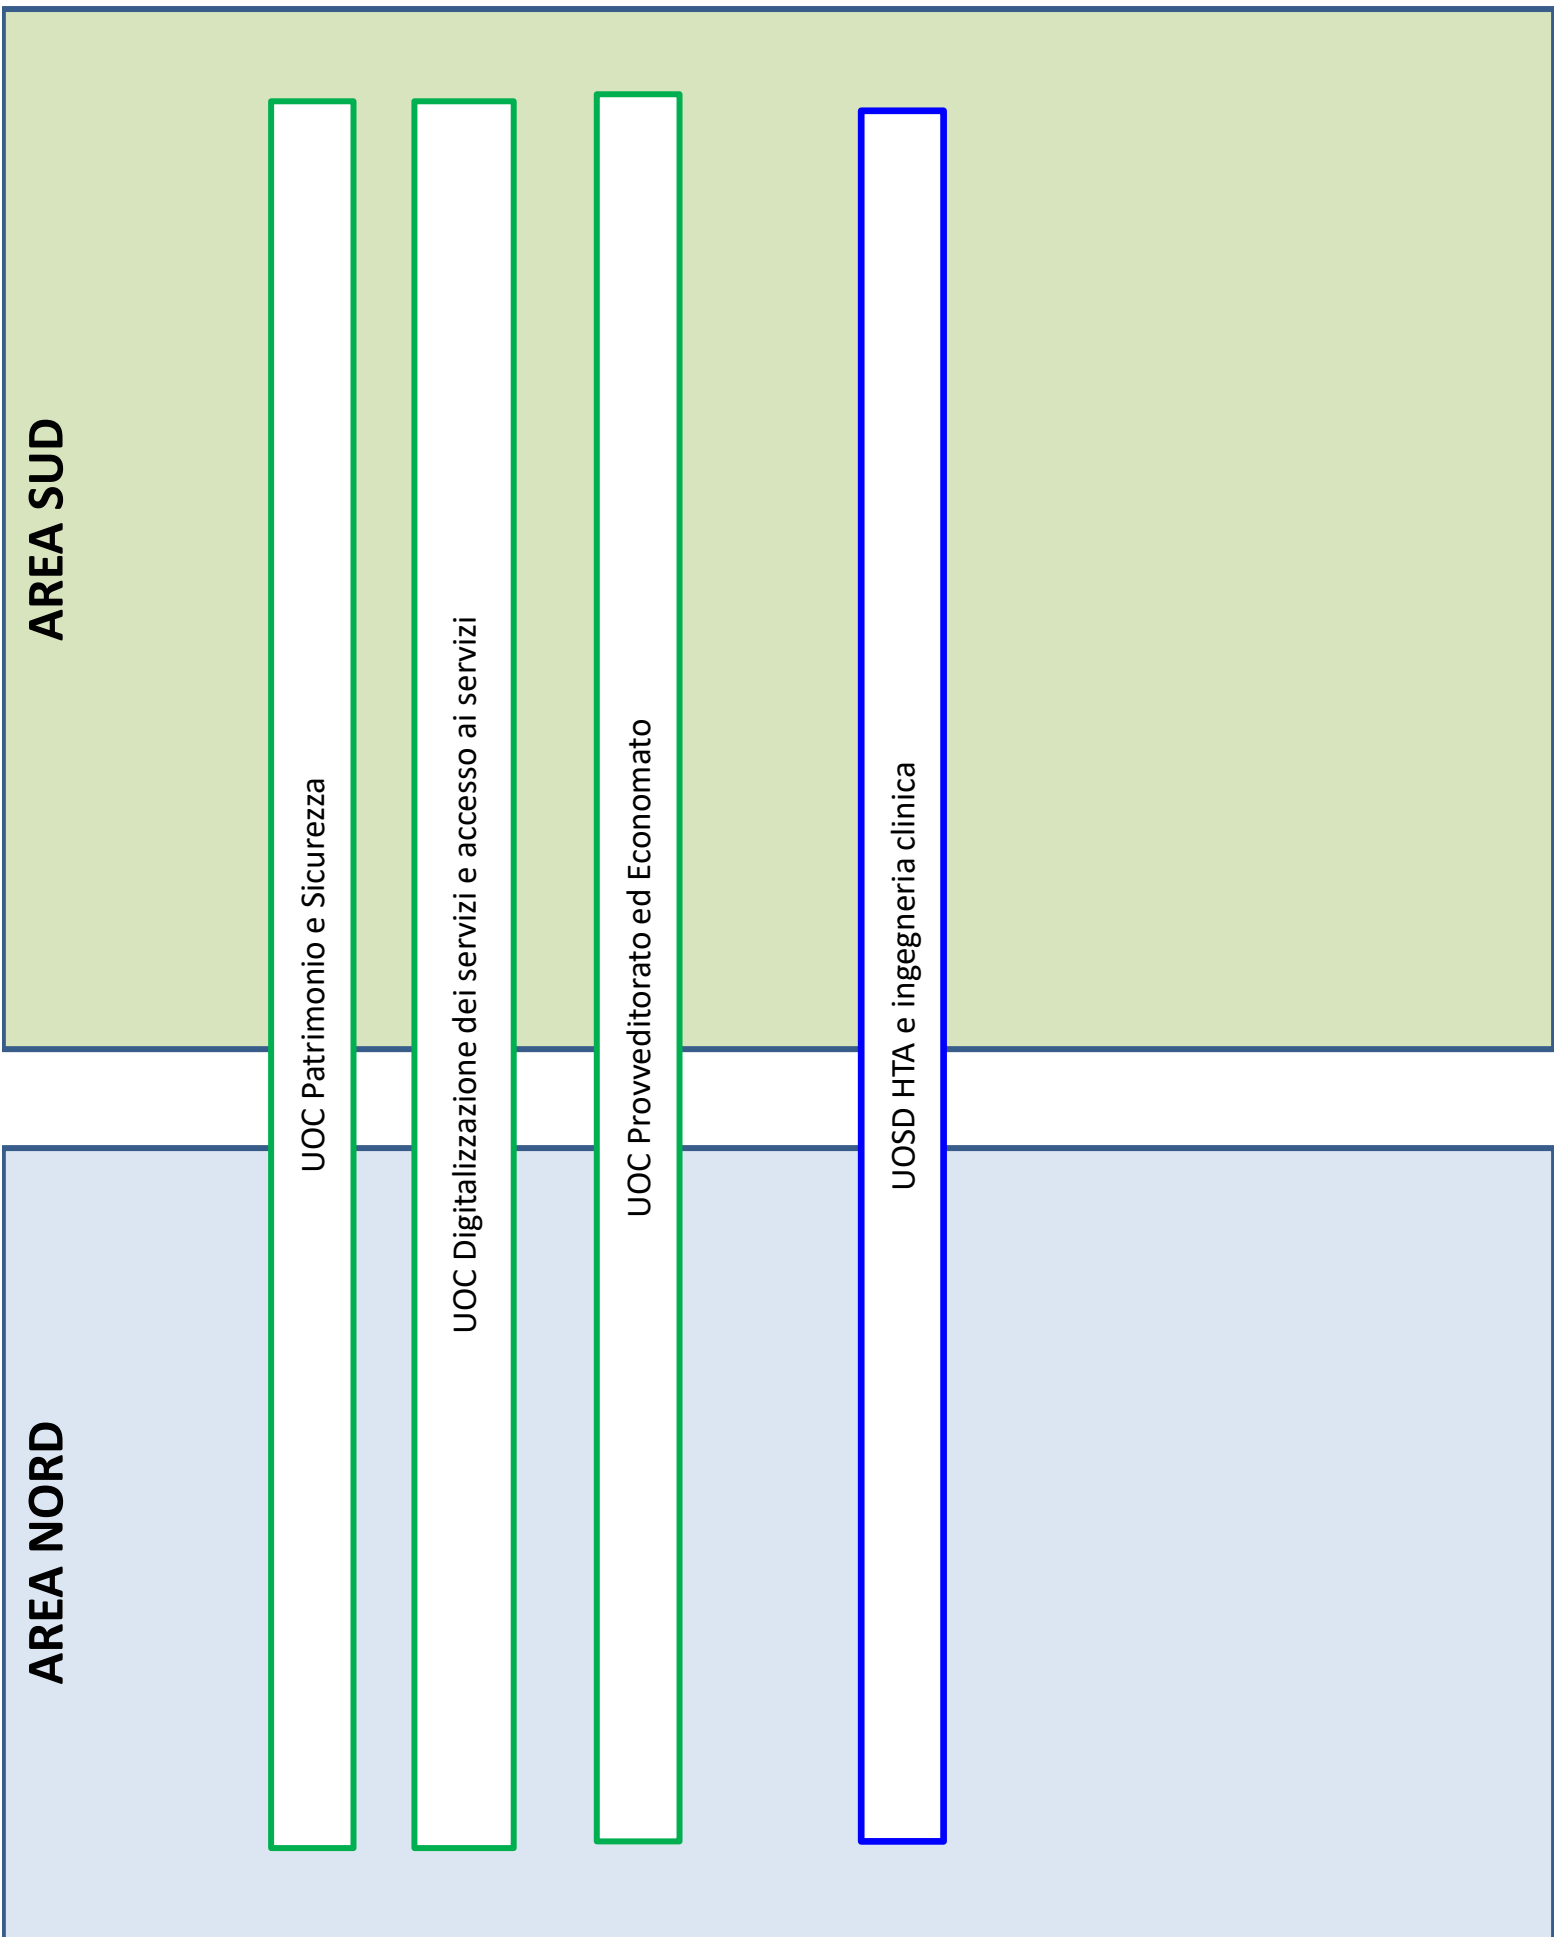 AREA NORD
AREA SUD
UOC Patrimonio e Sicurezza
UOC Digitalizzazione dei servizi e accesso ai servizi
UOC Provveditorato ed Economato
UOSD HTA e ingegneria clinica